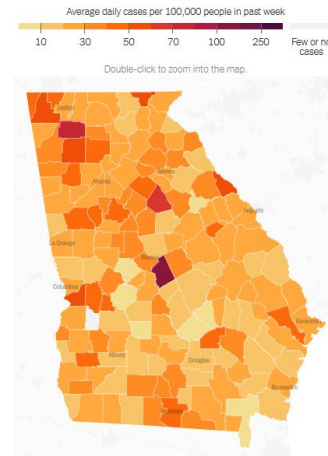 Average daily cases per 100,000 people in past week
10 30 50 70 100 250 Few or no cases
Double-click to zoom into the map.
Dalton
Atlanta
Athens
Augusta
La Grange
Macon
Columbus
Savannah
Albany
Douglas
Brunswick
Valdosta